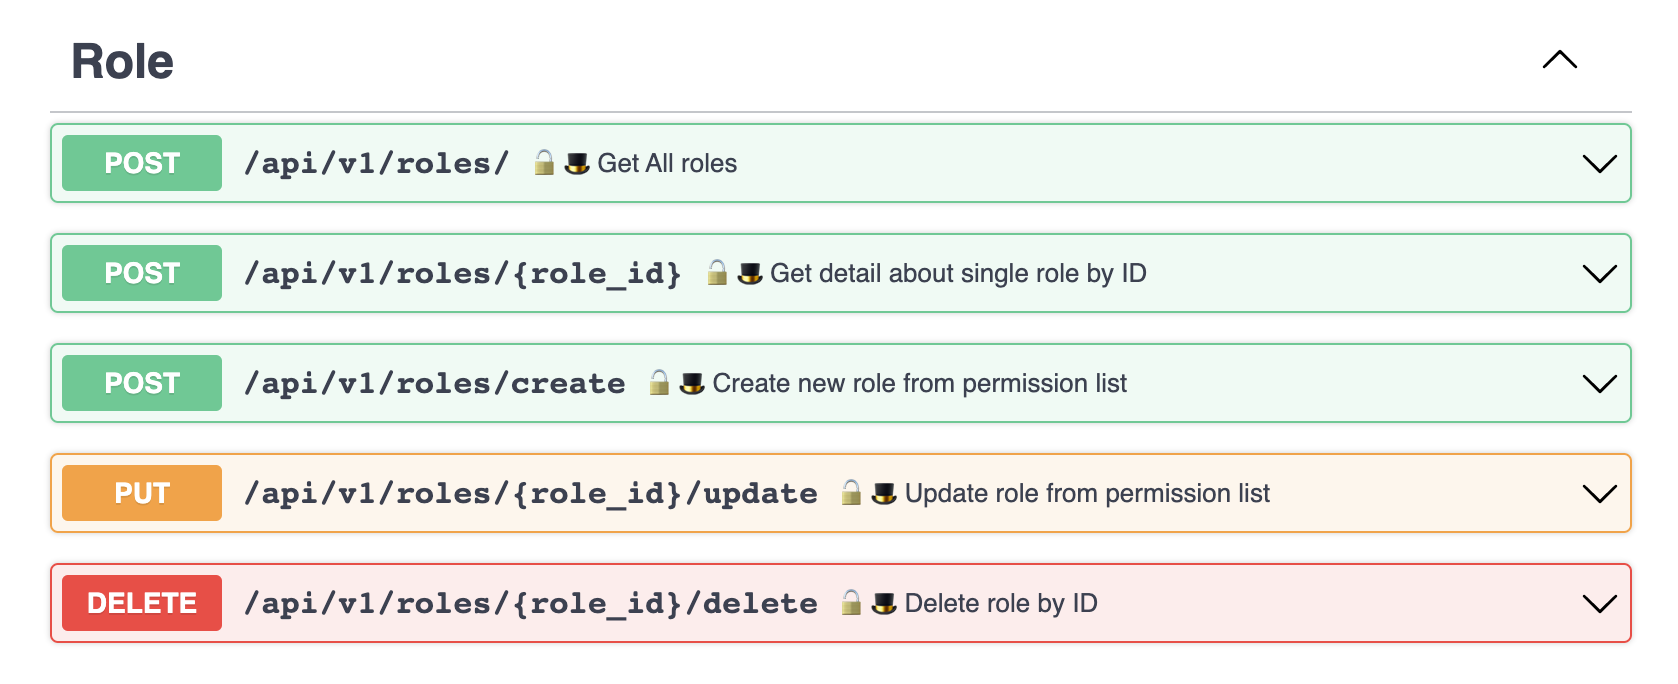 Role
POST /api/v1/roles/ 🔓🎩 Get All roles
POST /api/v1/roles/{role_id} 🔓🎩 Get detail about single role by ID
POST /api/v1/roles/create 🔓🎩 Create new role from permission list
PUT /api/v1/roles/{role_id}/update 🔓🎩 Update role from permission list
DELETE /api/v1/roles/{role_id}/delete 🔓🎩 Delete role by ID